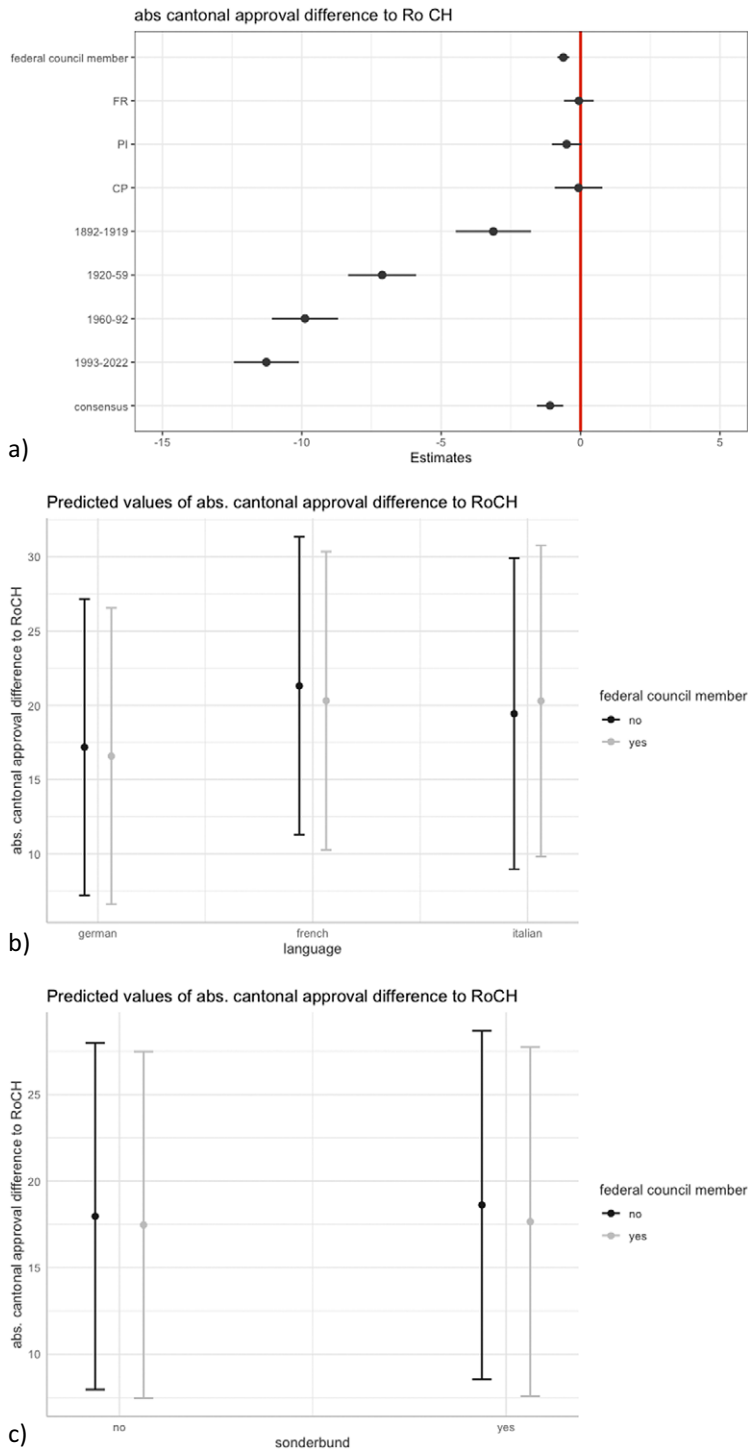 abs cantonal approval difference to Ro CH
federal council member
FR
PI
CP
1892-1919
1920-59
1960-92
1993-2022
consensus
-15 -10 -5 0 5
Estimates
a)
Predicted values of abs. cantonal approval difference to RoCH
abs. cantonal approval difference to RoCH
30
25
20
15
10
german french italian
language
federal council member
no
yes
b)
Predicted values of abs. cantonal approval difference to RoCH
abs. cantonal approval difference to RoCH
25
20
15
10
no yes
sonderbund
federal council member
no
yes
c)